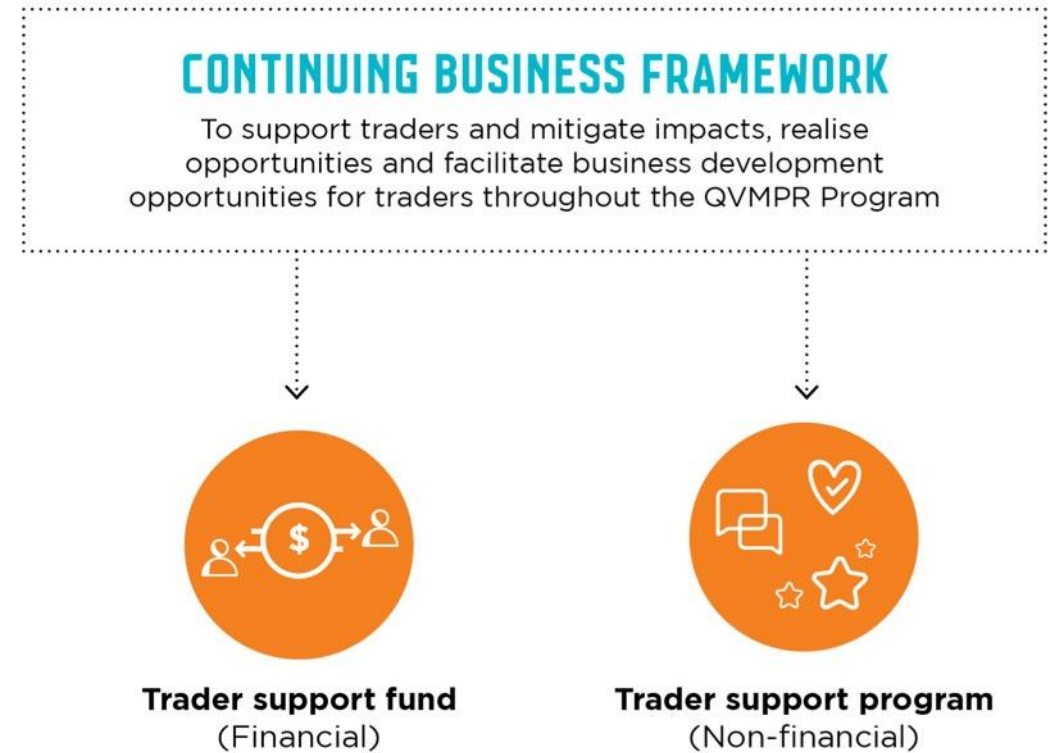 CONTINUING BUSINESS FRAMEWORK
To support traders and mitigate impacts, realise
opportunities and facilitate business development
opportunities for traders throughout the QVMPR Program
$
Trader support fund
(Financial)
Trader support program
(Non-financial)